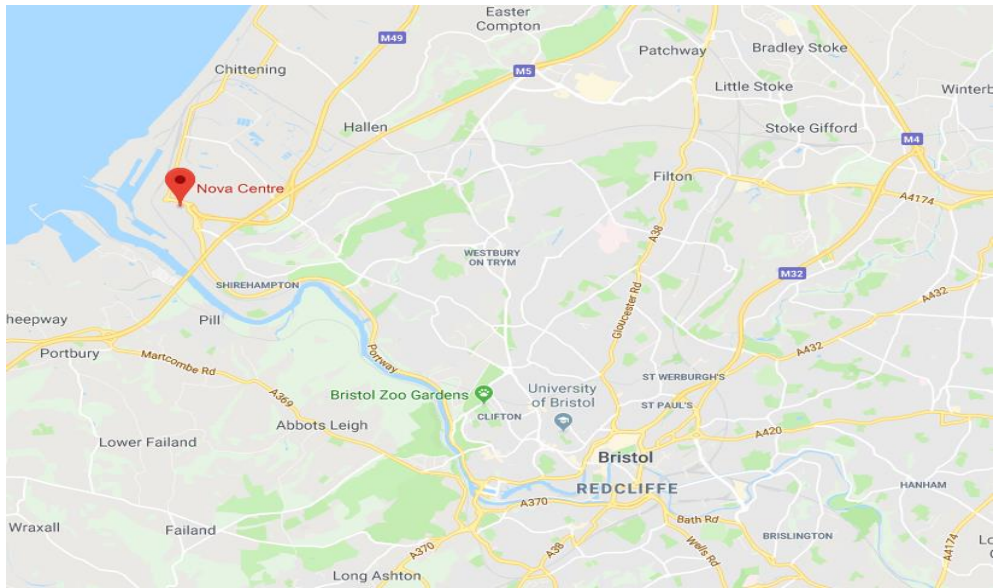 Easter
Compton
M49
Patchway
Bradley Stoke
Chittening
M5
Little Stoke
Winterb
Hallen
Stoke Gifford
M4
Nova Centre
Filton
A4174
A38
WESTBURY
ON TRYM
M32
SHIREHAMPTON
Gloucester Rd
A432
heepway
Pill
Portbury
Martcombe Rd
Portway
A432
ST WERBURGH'S
Bristol Zoo Gardens
University
of Bristol
A369
ST PAUL'S
CLIFTON
Abbots Leigh
A420
Lower Failand
Bristol
REDCLIFFE
HANHAM
A370
Wraxall
Failand
Bath Rd
BRISLINGTON
Wells Rd
A4174
Lo
A370
A38
Long Ashton